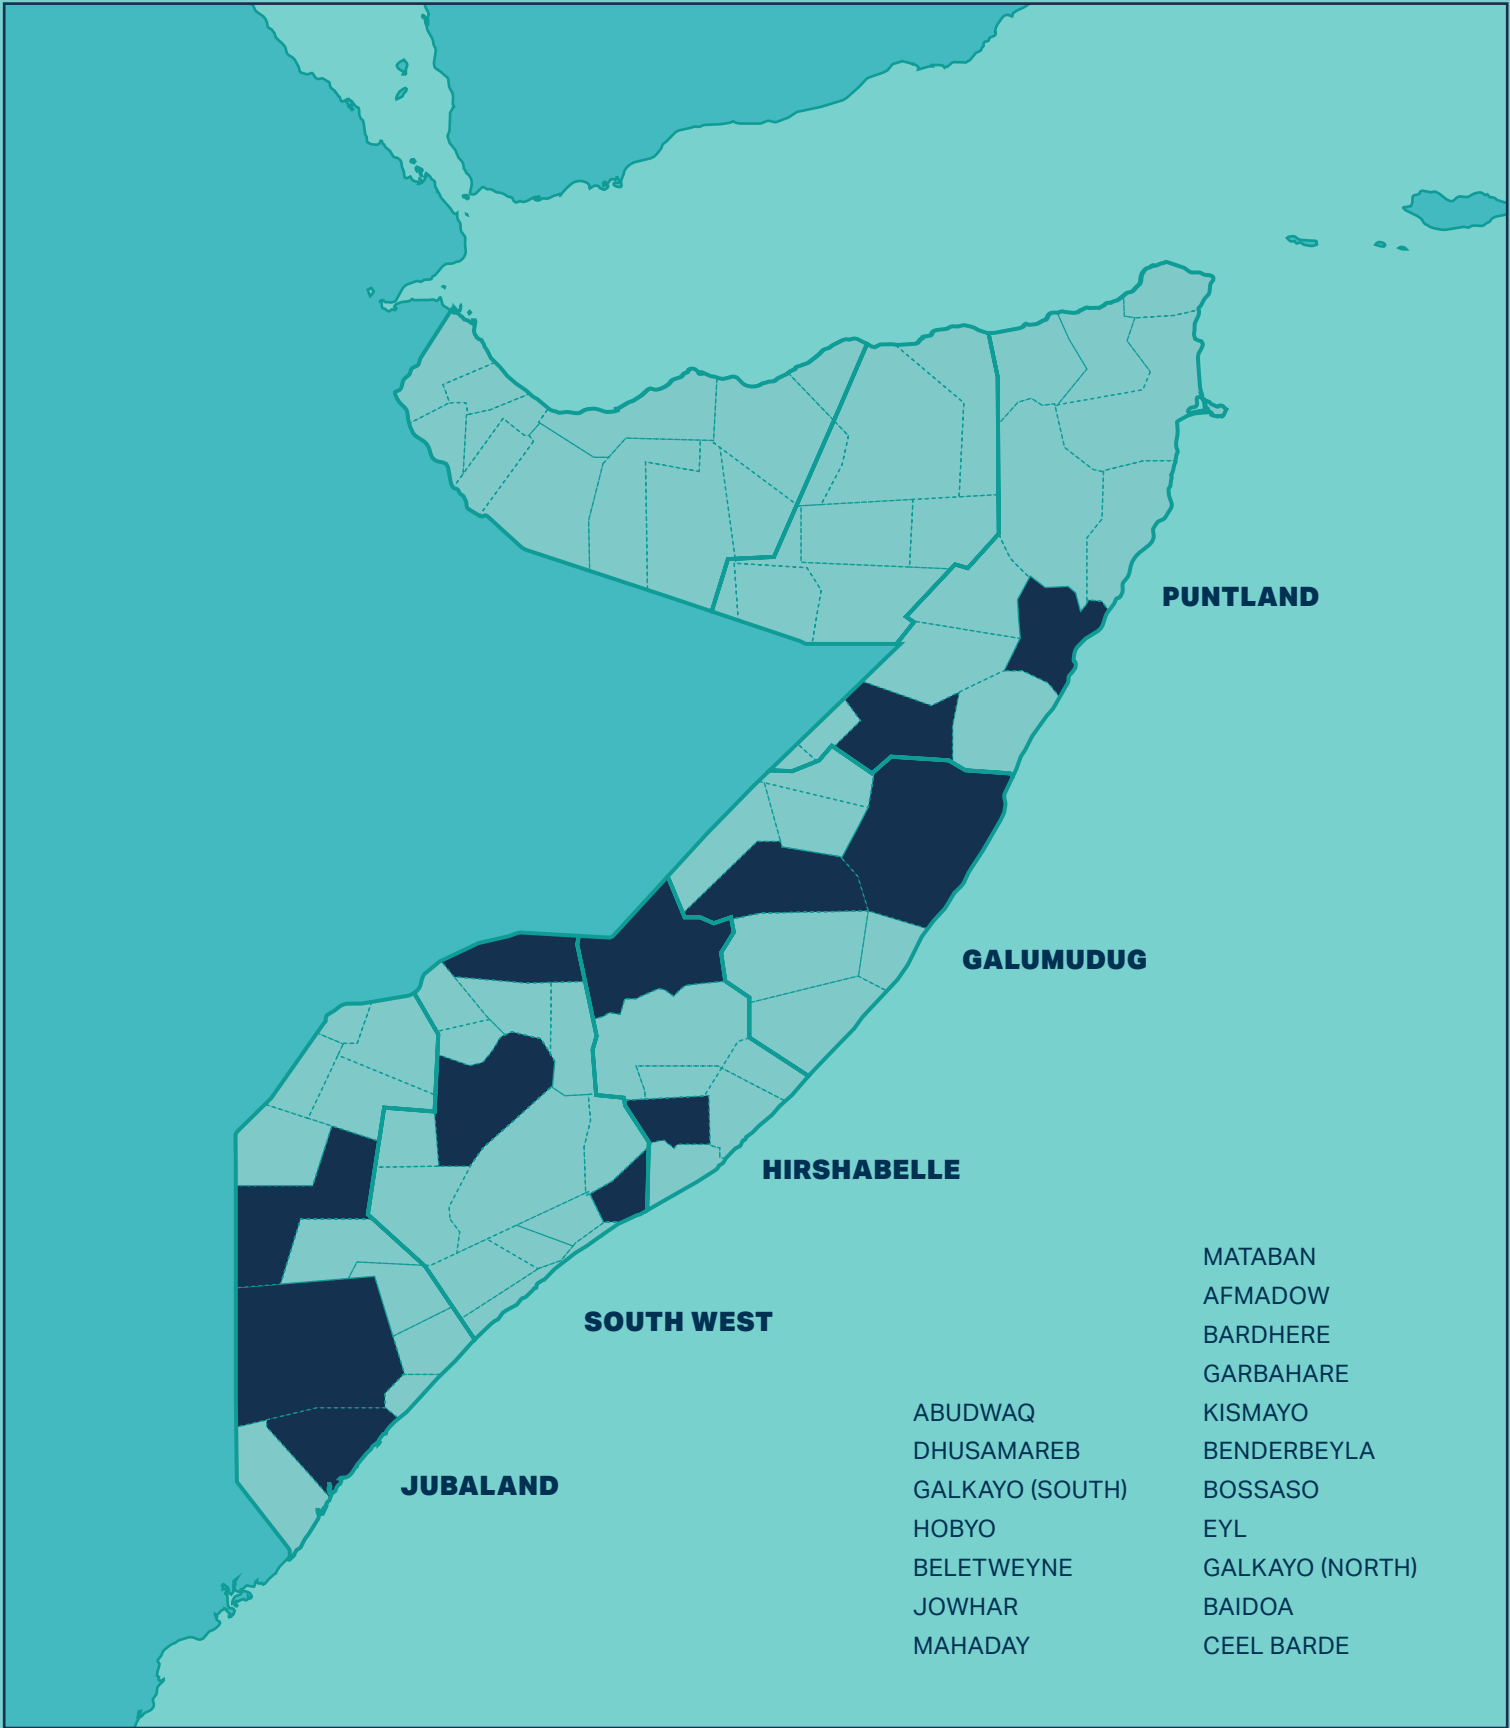 PUNTLAND
GALUMUDUG
HIRSHABELLE
SOUTH WEST
JUBALAND
ABUDWAQ
DHUSAMAREB
GALKAYO (SOUTH)
HOBYO
BELETWEYNE
JOWHAR
MAHADAY
MATABAN
AFMADOW
BARDHERE
GARBAHARE
KISMAYO
BENDERBEYLA
BOSSASO
EYL
GALKAYO (NORTH)
BAIDOA
CEEL BARDE